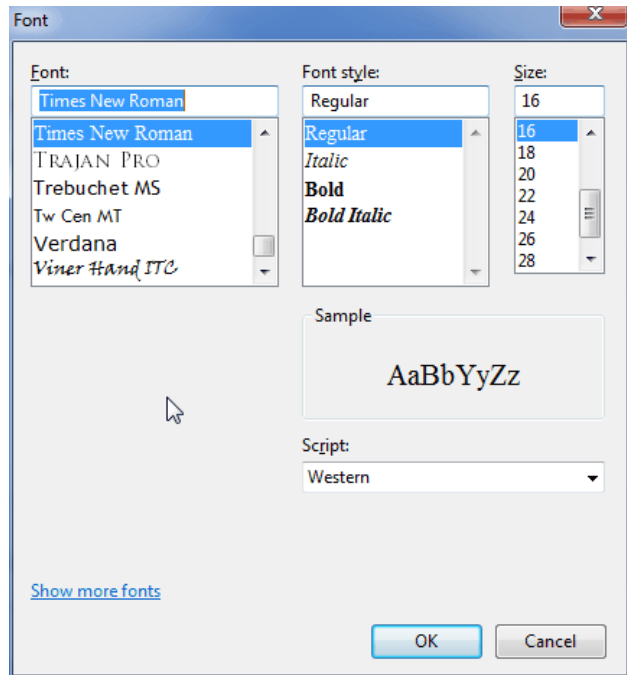 Font
Font:
Times New Roman
Times New Roman
Trajan Pro
Trebuchet MS
Tw Cen MT
Verdana
Viner Hand ITC
Font style:
Regular
Regular
Italic
Bold
Bold Italic
Size:
16
16
18
20
22
24
26
28
Sample
AaBbYyZz
Script:
Western
Show more fonts
OK
Cancel